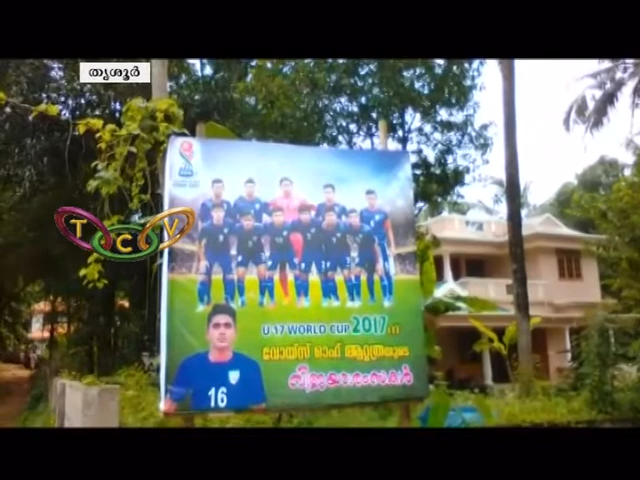 തൃശൂർ
TCV
U-17 WORLD CUP 2017 ന്
വോയ്സ് ഓഫ് ആറ്റത്രയുടെ
വിജയാശംസകൾ
16